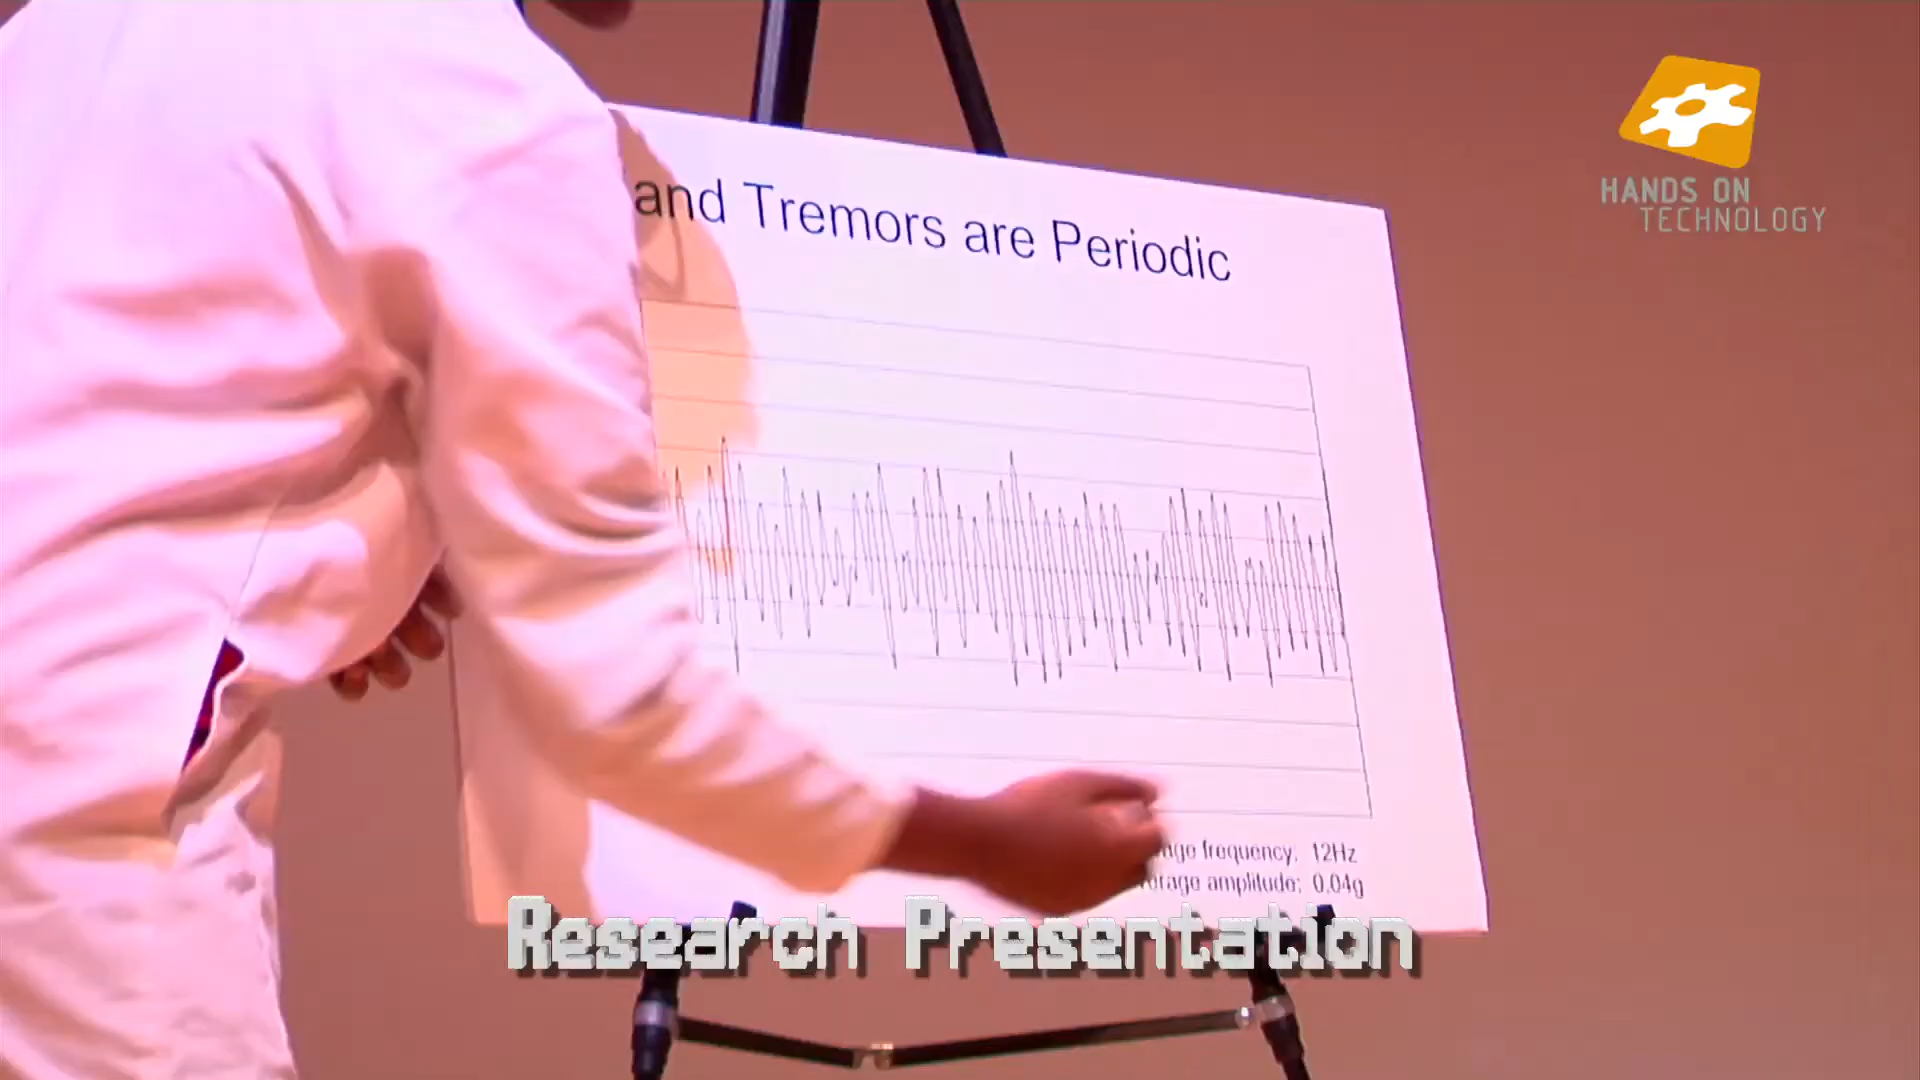 and Tremors are Periodic
HANDS ON
TECHNOLOGY
frequency: 12Hz
amplitude: 0.04g
Research Presentation